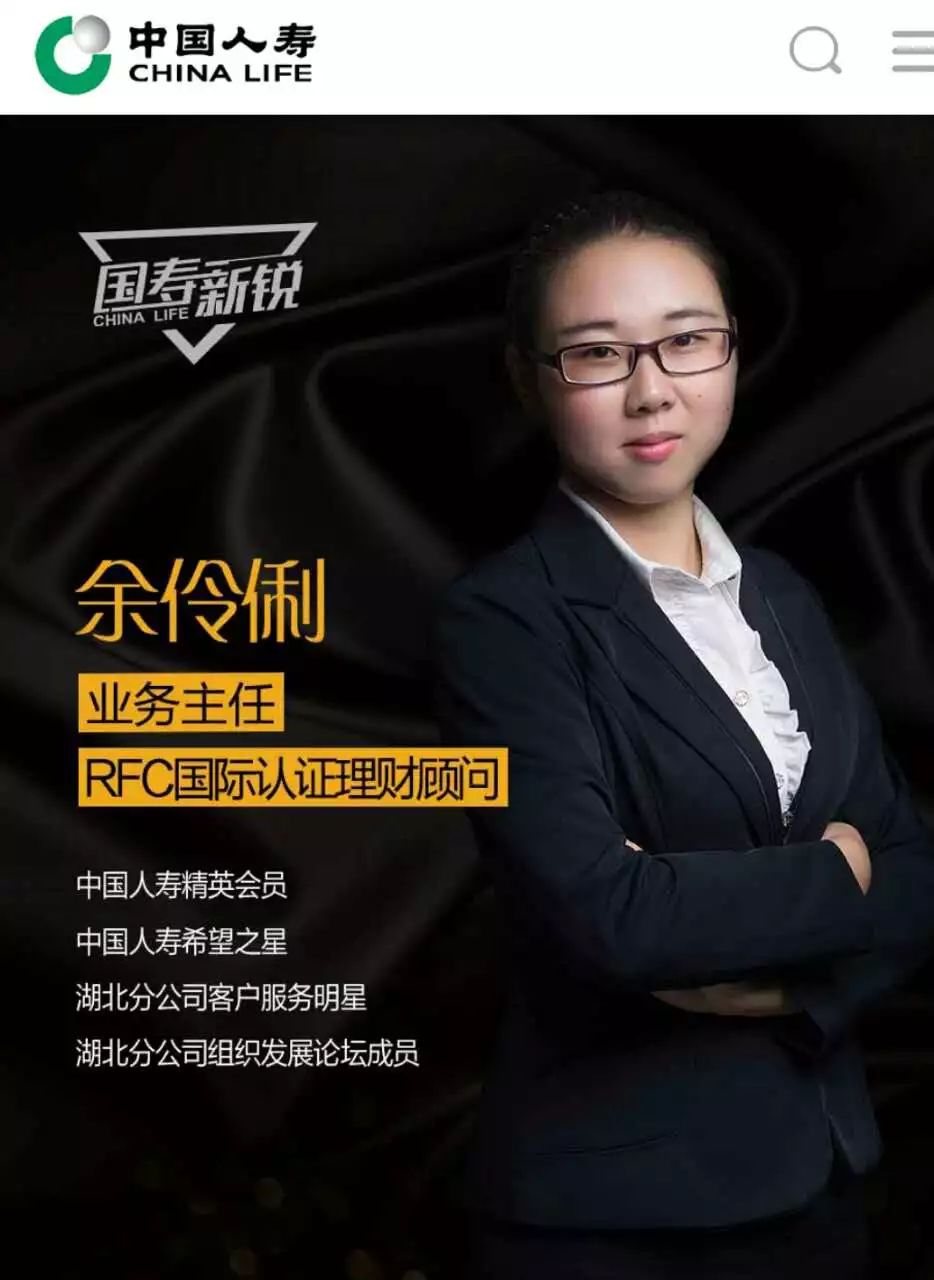 中国人寿
CHINA LIFE
国寿新锐
CHINA LIFE
余伶俐
业务主任
RFC国际认证理财顾问
中国人寿精英会员
中国人寿希望之星
湖北分公司客户服务明星
湖北分公司组织发展论坛成员